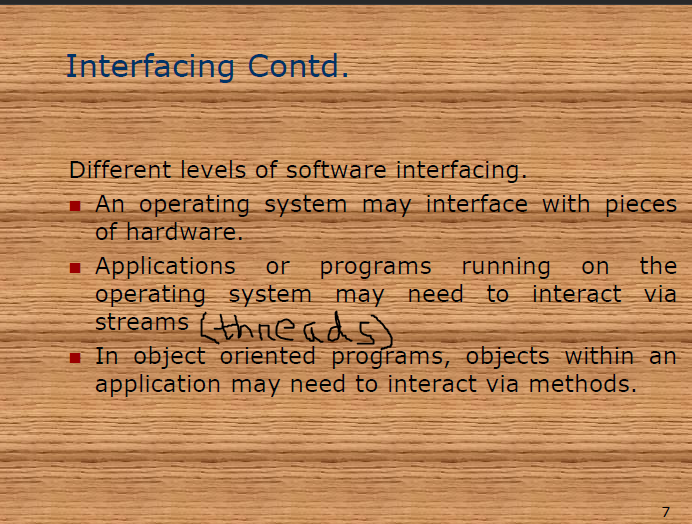 Interfacing Contd.
Different levels of software interfacing.
■ An operating system may interface with pieces
of hardware.
■ Applications or programs running on the
operating system may need to interact via
streams (threads)
■ In object oriented programs, objects within an
application may need to interact via methods.
7